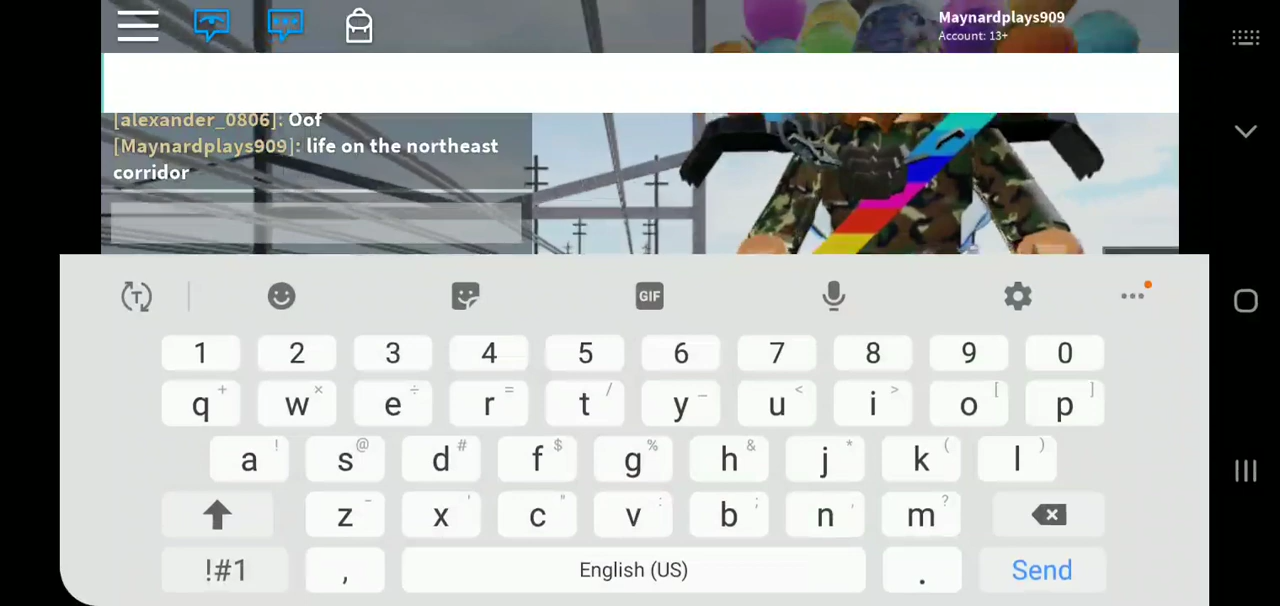 Maynardplays909
Account: 13+
[alexander_0806]: Oof
[Maynardplays909]: life on the northeast
corridor
T
GIF
1 2 3 4 5 6 7 8 9 0
q + w × e ÷ r = t / y _ u < i > o [ p ]
a ! s @ d # f $ g % h & j * k ( l )
z - x ' c " v : b ; n , m ?
!#1 , English (US) . Send